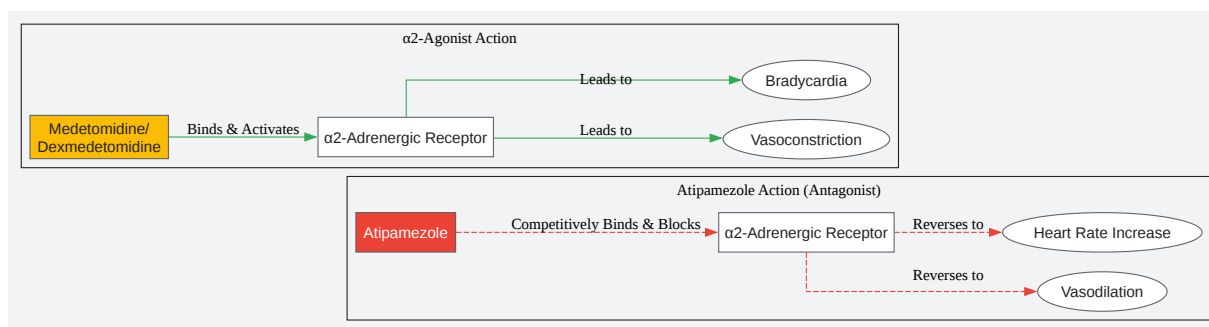 α2-Agonist Action
Leads to
Bradycardia
Medetomidine/
Dexmedetomidine
Binds & Activates
α2-Adrenergic Receptor
Leads to
Vasoconstriction
Atipamezole Action (Antagonist)
Atipamezole
Competitively Binds & Blocks
α2-Adrenergic Receptor
Reverses to
Heart Rate Increase
Reverses to
Vasodilation